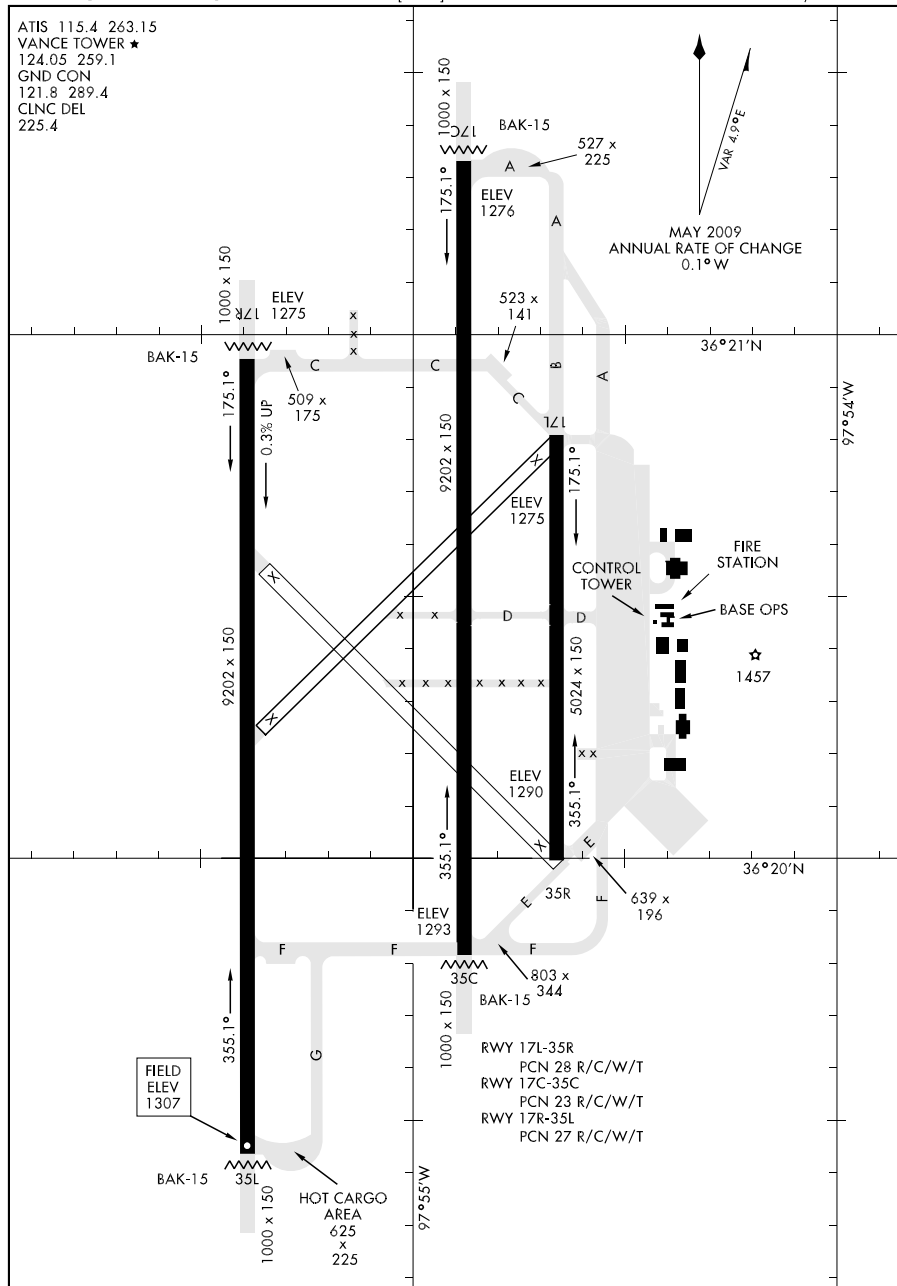 ATIS 115.4 263.15
VANCE TOWER ★
124.05 259.1
GND CON
121.8 289.4
CLNC DEL
225.4
1000 x 150
17C
BAK-15
A
527 x
225
175.1°
ELEV
1276
A
VAR 4.9° E
MAY 2009
ANNUAL RATE OF CHANGE
0.1° W
1000 x 150
17R
ELEV
1275
x
x
x
523 x
141
36°21'N
BAK-15
C
C
B
A
C
509 x
175
175.1°
0.3% UP
97°54'W
17L
9202 x 150
X
175.1°
ELEV
1275
FIRE
STATION
CONTROL
TOWER
BASE OPS
X
x x
D
D
1457
x x x x x x x
5024 x 150
9202 x 150
X
x x
ELEV
1290
355.1°
355.1°
X
E
36°20'N
35R
639 x
196
E
F
ELEV
1293
F
F
F
35C
803 x
344
BAK-15
355.1°
1000 x 150
G
RWY 17L-35R
PCN 28 R/C/W/T
RWY 17C-35C
PCN 23 R/C/W/T
RWY 17R-35L
PCN 27 R/C/W/T
FIELD
ELEV
1307
BAK-15
35L
1000 x 150
HOT CARGO
AREA
625
x
225
97°55'W